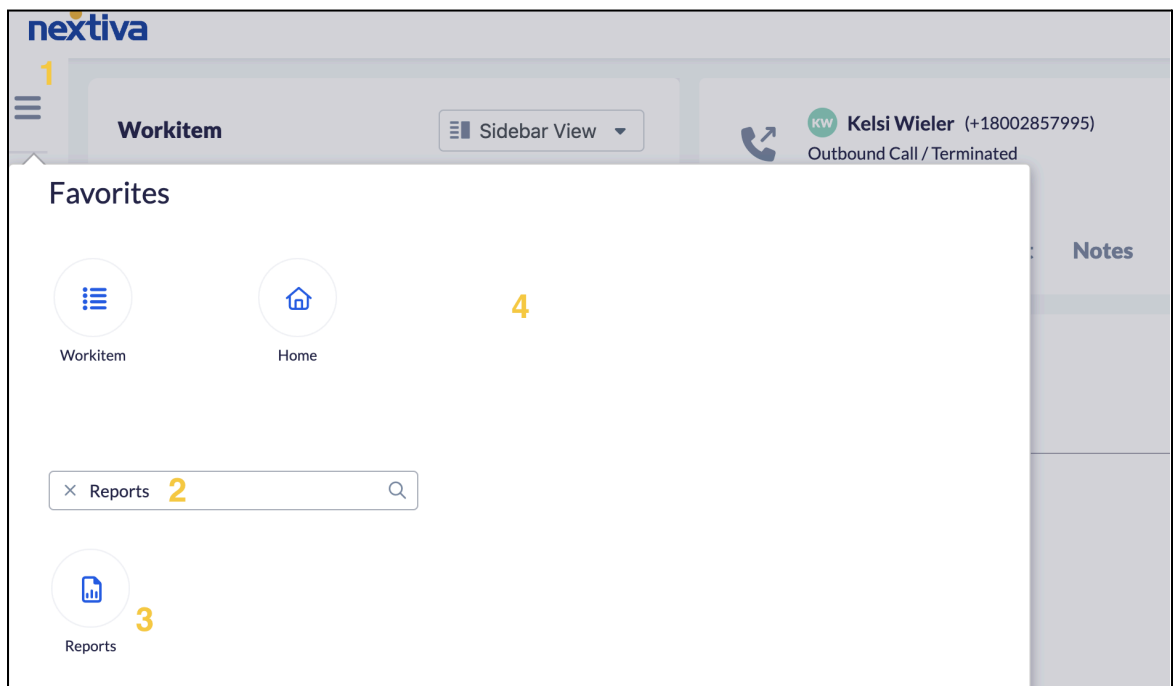 nextiva
1
Workitem
Sidebar View
KW Kelsi Wieler (+18002857995)
Outbound Call / Terminated
Favorites
Notes
4
Workitem
Home
Reports 2
3
Reports